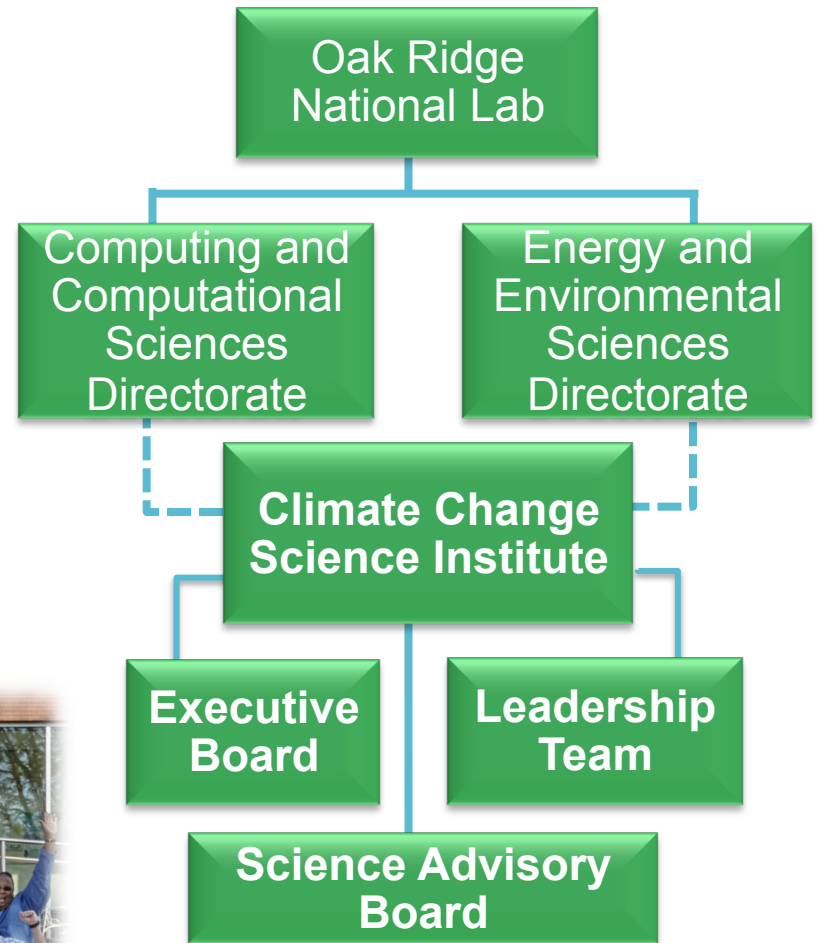 Oak Ridge
National Lab
Computing and
Computational
Sciences
Directorate
Energy and
Environmental
Sciences
Directorate
Climate Change
Science Institute
Executive
Board
Leadership
Team
Science Advisory
Board